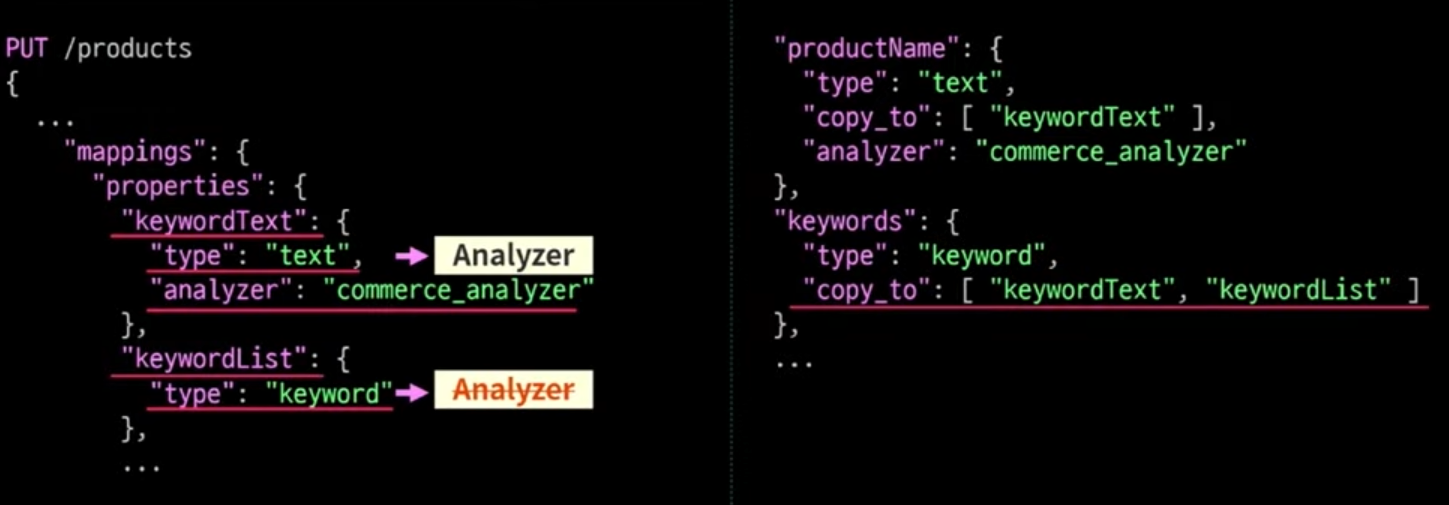 PUT /products
{
...
"mappings": {
"properties": {
"keywordText": {
"type": "text", Analyzer
"analyzer": "commerce_analyzer"
},
"keywordList": {
"type": "keyword" Analyzer
},
...
"productName": {
"type": "text",
"copy_to": [ "keywordText" ],
"analyzer": "commerce_analyzer"
},
"keywords": {
"type": "keyword",
"copy_to": [ "keywordText", "keywordList" ]
},
...